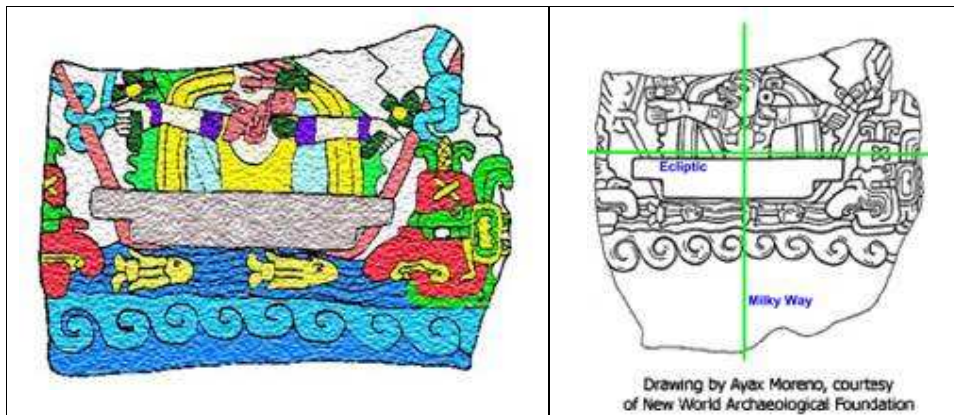 Ecliptic
Milky Way
Drawing by Ayax Moreno, courtesy
of New World Archaeological Foundation